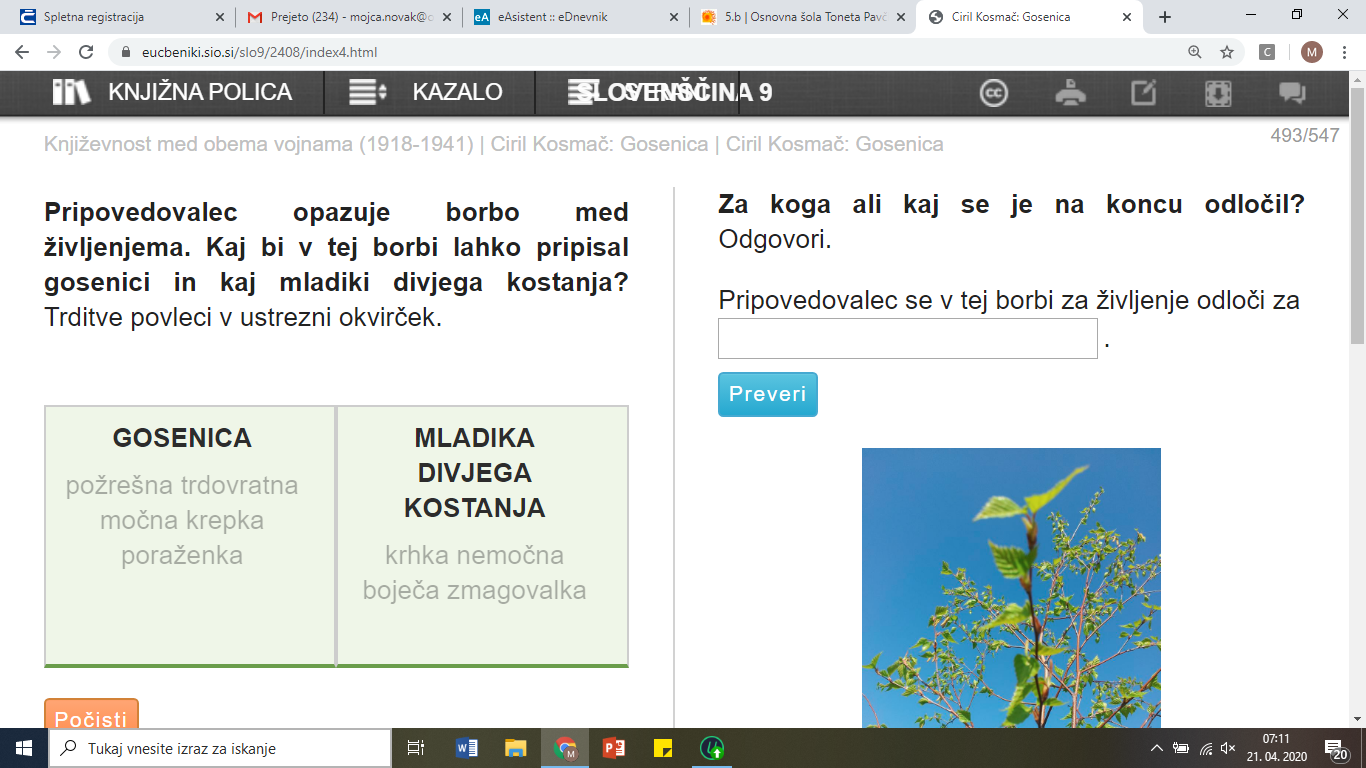 Spletna registracija
Prejeto (234) - mojca.novak@
eAsistent :: eDnevnik
5.b | Osnovna šola Toneta Pavč
Ciril Kosmač: Gosenica
eucbeniki.sio.si/slo9/2408/index4.html
C
M
KNJIŽNA POLICA
KAZALO
SLOVENŠČINA 9
cc
Književnost med obema vojnama (1918-1941) | Ciril Kosmač: Gosenica | Ciril Kosmač: Gosenica
493/547
Pripovedovalec opazuje borbo med
življenjema. Kaj bi v tej borbi lahko pripisal
gosenici in kaj mladiki divjega kostanja?
Trditve povleci v ustrezni okvirček.
GOSENICA
požrešna trdovratna
močna krepka
poraženka
MLADIKA
DIVJEGA
KOSTANJA
krhka nemočna
boječa zmagovalka
Počisti
Za koga ali kaj se je na koncu odločil?
Odgovori.
Pripovedovalec se v tej borbi za življenje odloči za
.
Preveri
Tukaj vnesite izraz za iskanje
07:11
21. 04. 2020
20